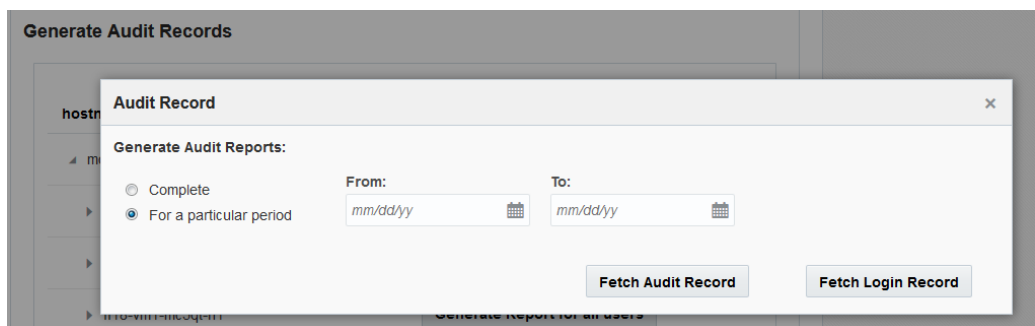 Generate Audit Records
Audit Record
Generate Audit Reports:
Complete
For a particular period
From:
mm/dd/yy
To:
mm/dd/yy
Fetch Audit Record
Fetch Login Record
Generate Report for all users